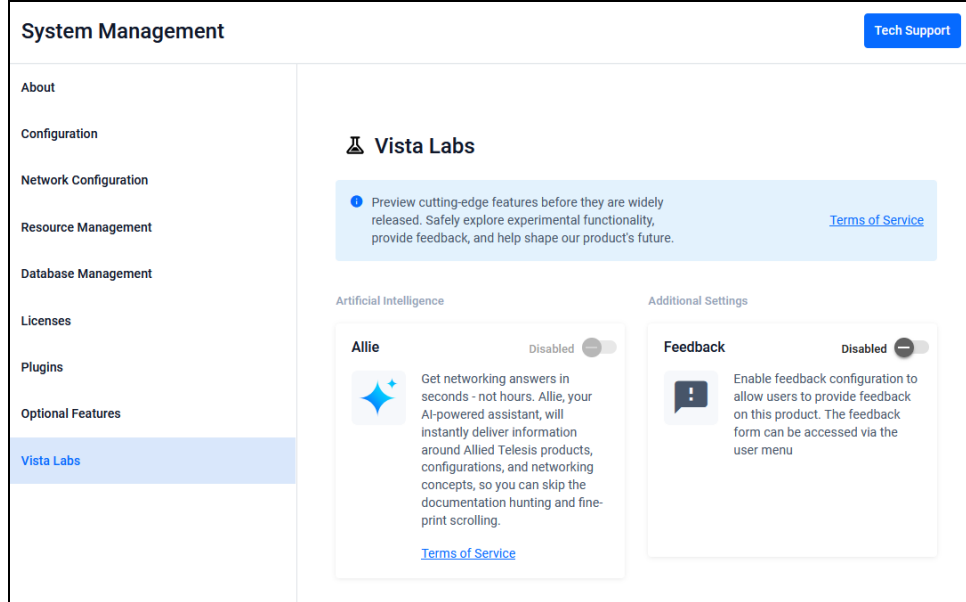 System Management
Tech Support
About
Configuration
Network Configuration
Resource Management
Database Management
Licenses
Plugins
Optional Features
Vista Labs
Vista Labs
Preview cutting-edge features before they are widely
released. Safely explore experimental functionality,
provide feedback, and help shape our product's future.
Terms of Service
Artificial Intelligence
Allie
Disabled
Get networking answers in
seconds - not hours. Allie, your
AI-powered assistant, will
instantly deliver information
around Allied Telesis products,
configurations, and networking
concepts, so you can skip the
documentation hunting and fine-
print scrolling.
Terms of Service
Additional Settings
Feedback
Disabled
Enable feedback configuration to
allow users to provide feedback
on this product. The feedback
form can be accessed via the
user menu